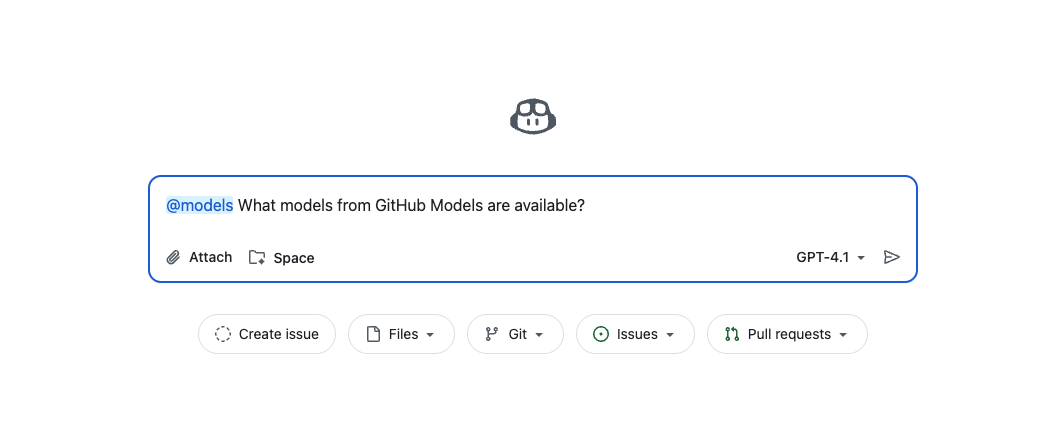 @models What models from GitHub Models are available?
Attach Space GPT-4.1
Create issue Files Git Issues Pull requests